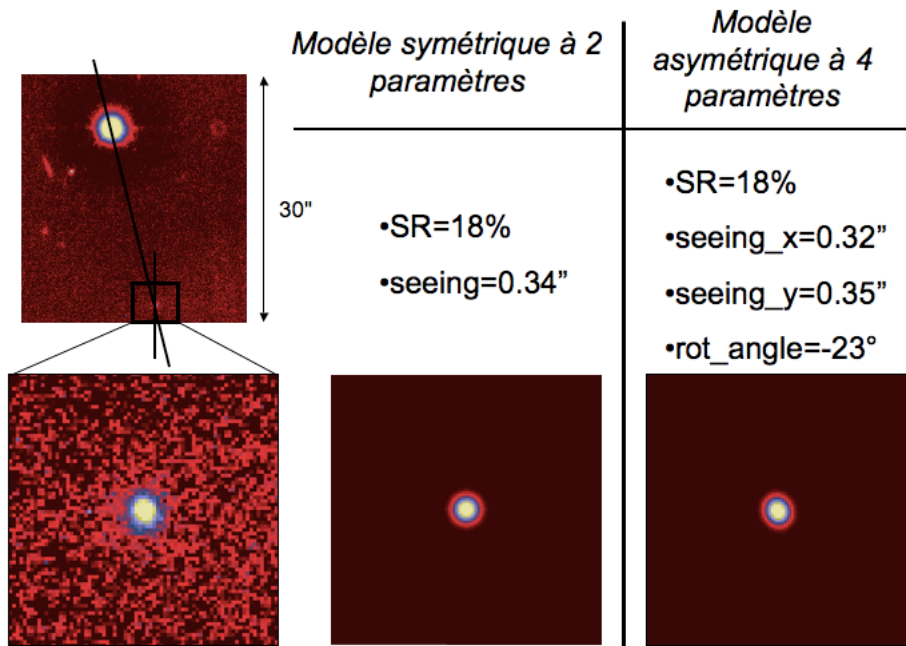 Modèle symétrique à 2
paramètres
Modèle
asymétrique à 4
paramètres
30"
•SR=18%
•seeing=0.34”
•SR=18%
•seeing_x=0.32”
•seeing_y=0.35”
•rot_angle=-23°